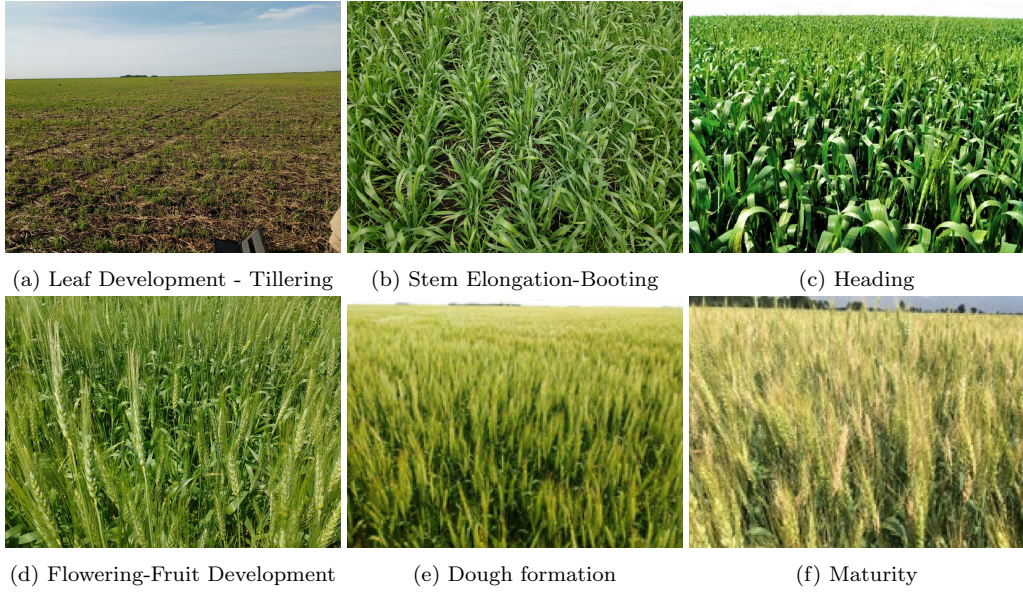 (a) Leaf Development - Tillering
(b) Stem Elongation-Booting
(c) Heading
(d) Flowering-Fruit Development
(e) Dough formation
(f) Maturity